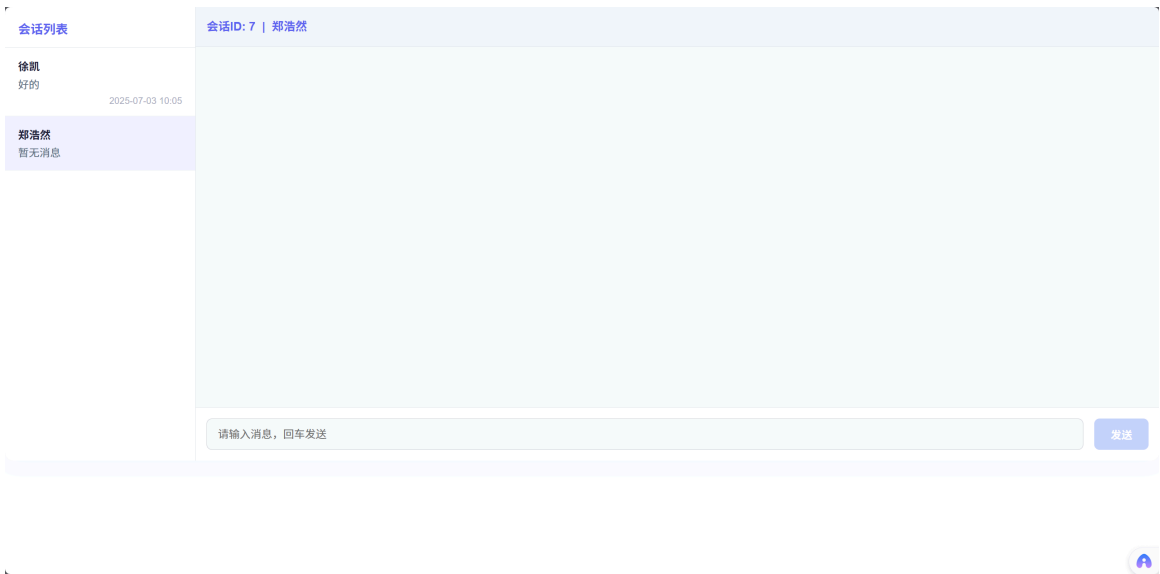 会话列表
徐凯
好的
2025-07-03 10:05
郑浩然
暂无消息
会话ID: 7 | 郑浩然
请输入消息，回车发送
发送